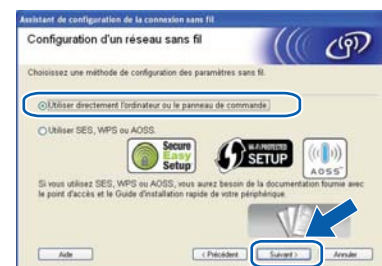 Assistant de configuration de la connexion sans fil
Configuration d'un réseau sans fil
Choisissez une méthode de configuration des paramètres sans fil.
Utiliser directement l'ordinateur ou le panneau de commande.
Utiliser SES, WPS ou AOSS.
Secure
Easy
Setup
Wi-Fi PROTECTED
SETUP
AOSS
Si vous utilisez SES, WPS ou AOSS, vous aurez besoin de la documentation fournie avec
le point d'accès et le Guide d'installation rapide de votre périphérique.
Aide
< Précédent
Suivant >
Annuler